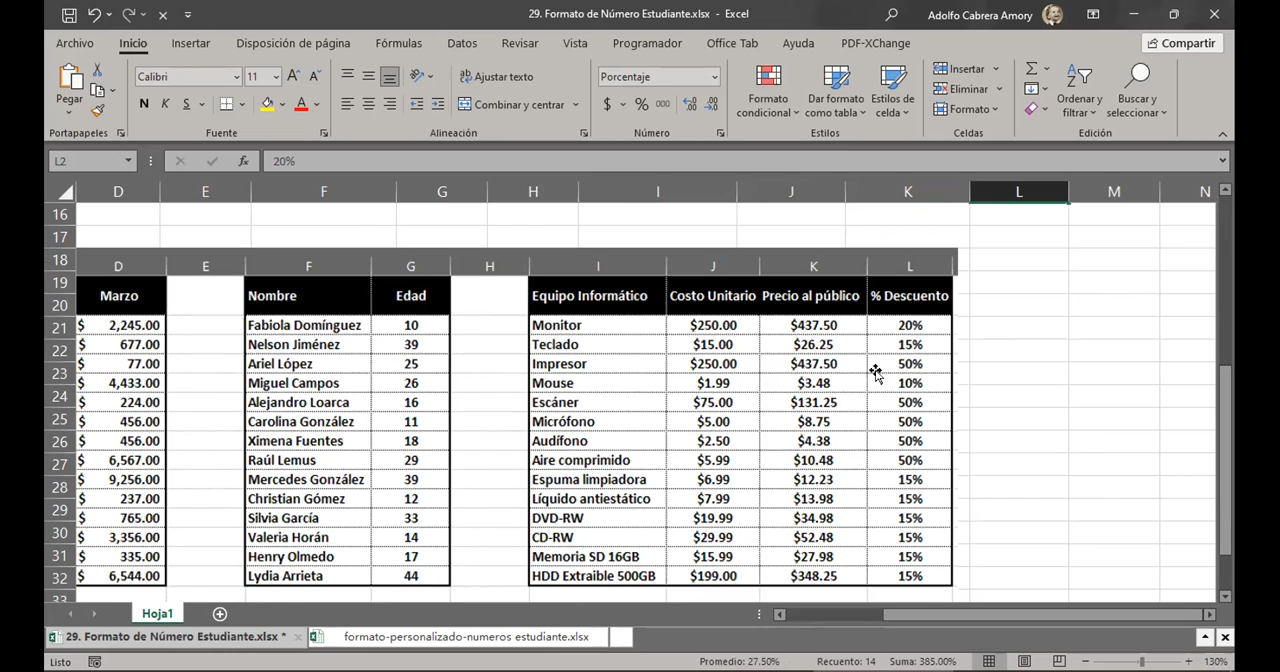 29. Formato de Número Estudiante.xlsx - Excel
Adolfo Cabrera Amory
Archivo Inicio Insertar Disposición de página Fórmulas Datos Revisar Vista Programador Office Tab Ayuda PDF-XChange Compartir
Pegar
Calibri 11
N K S
Ajustar texto
Combinar y centrar
Porcentaje
$ % 000
Formato condicional
Dar formato como tabla
Estilos de celda
Insertar
Eliminar
Formato
Ordenar y filtrar
Buscar y seleccionar
Portapapeles Fuente Alineación Número Estilos Celdas Edición
L2 fx 20%
D E F G H I J K L M N
16
17
18 D E F G H I J K L
19
20
Marzo Nombre Edad Equipo Informático Costo Unitario Precio al público % Descuento
21 $ 2,245.00 Fabiola Domínguez 10 Monitor $250.00 $437.50 20%
22 $ 677.00 Nelson Jiménez 39 Teclado $15.00 $26.25 15%
23 $ 77.00 Ariel López 25 Impresor $250.00 $437.50 50%
$ 4,433.00 Miguel Campos 26 Mouse $1.99 $3.48 10%
24 $ 224.00 Alejandro Loarca 16 Escáner $75.00 $131.25 50%
25 $ 456.00 Carolina González 11 Micrófono $5.00 $8.75 50%
26 $ 456.00 Ximena Fuentes 18 Audífono $2.50 $4.38 50%
27 $ 6,567.00 Raúl Lemus 29 Aire comprimido $5.99 $10.48 50%
28 $ 9,256.00 Mercedes González 39 Espuma limpiadora $6.99 $12.23 15%
29 $ 237.00 Christian Gómez 12 Líquido antiestático $7.99 $13.98 15%
$ 765.00 Silvia García 33 DVD-RW $19.99 $34.98 15%
30 $ 3,356.00 Valeria Horán 14 CD-RW $29.99 $52.48 15%
31 $ 335.00 Henry Olmedo 17 Memoria SD 16GB $15.99 $27.98 15%
32 $ 6,544.00 Lydia Arrieta 44 HDD Extraible 500GB $199.00 $348.25 15%
33
Hoja1
29. Formato de Número Estudiante.xlsx * formato-personalizado-numeros estudiante.xlsx
Listo Promedio: 27.50% Recuento: 14 Suma: 385.00% 130%